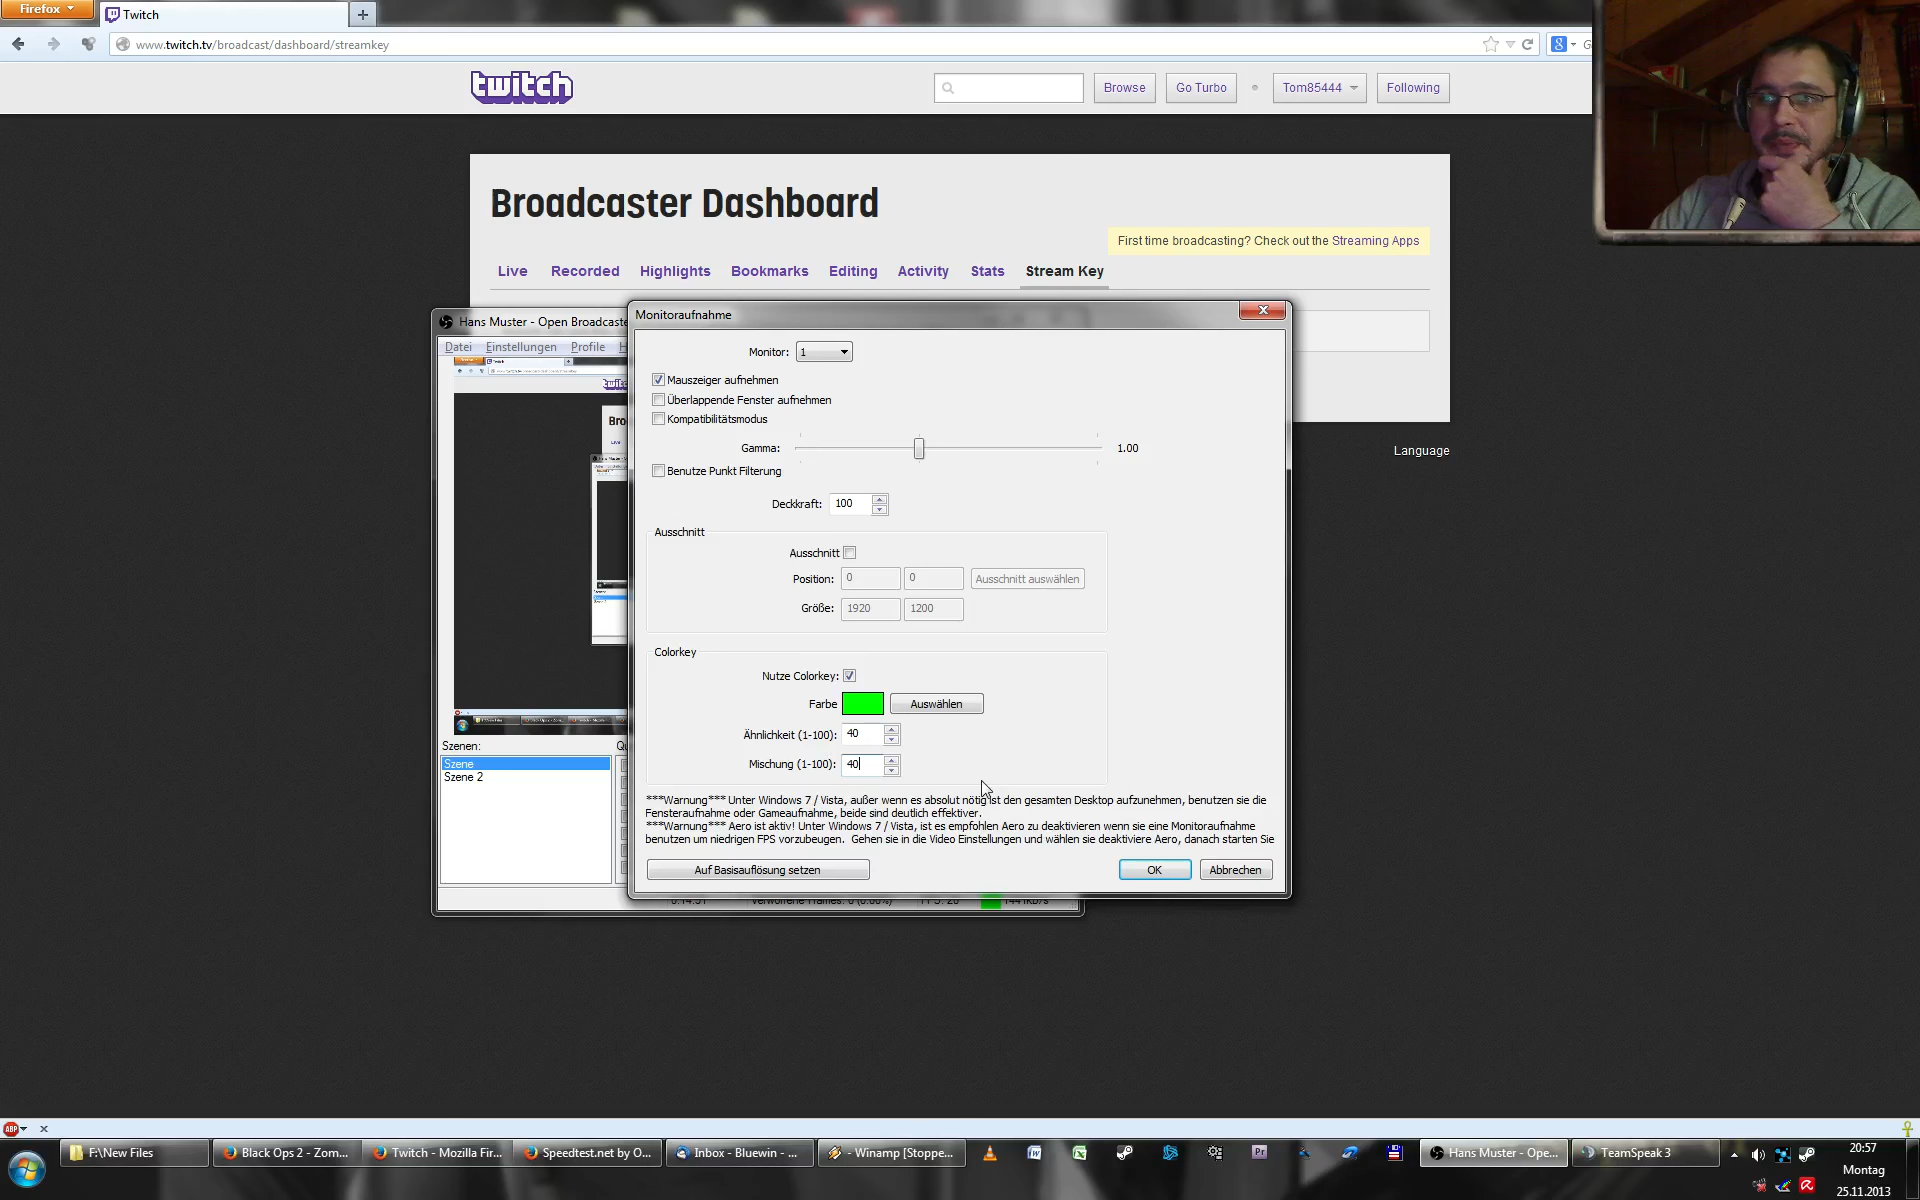 Firefox
Twitch
www.twitch.tv/broadcast/dashboard/streamkey
twitch
Browse
Go Turbo
Tom85444
Following
Broadcaster Dashboard
First time broadcasting? Check out the Streaming Apps
Live Recorded Highlights Bookmarks Editing Activity Stats Stream Key
Language
Hans Muster - Open Broadcaste
Datei Einstellungen Profile
Szenen:
Szene
Szene 2
Monitoraufnahme
Monitor: 1
Mauszeiger aufnehmen
Überlappende Fenster aufnehmen
Kompatibilitätsmodus
Gamma: 1.00
Benutze Punkt Filterung
Deckkraft: 100
Ausschnitt
Ausschnitt
Position: 0 0 Ausschnitt auswählen
Größe: 1920 1200
Colorkey
Nutze Colorkey:
Farbe Auswählen
Ähnlichkeit (1-100): 40
Mischung (1-100): 40
***Warnung*** Unter Windows 7 / Vista, außer wenn es absolut nötig ist den gesamten Desktop aufzunehmen, benutzen sie die
Fensteraufnahme oder Gameaufnahme, beide sind deutlich effektiver.
***Warnung*** Aero ist aktiv! Unter Windows 7 / Vista, ist es empfohlen Aero zu deaktivieren wenn sie eine Monitoraufnahme
benutzen um niedrigen FPS vorzubeugen. Gehen sie in die Video Einstellungen und wählen sie deaktiviere Aero, danach starten Sie
Auf Basisauflösung setzen
OK
Abbrechen
ABP
F:\New Files
Black Ops 2 - Zom...
Twitch - Mozilla Fir...
Speedtest.net by O...
Inbox - Bluewin - ...
- Winamp [Stoppe...
Pr
Hans Muster - Ope...
TeamSpeak 3
20:57
Montag
25.11.2013